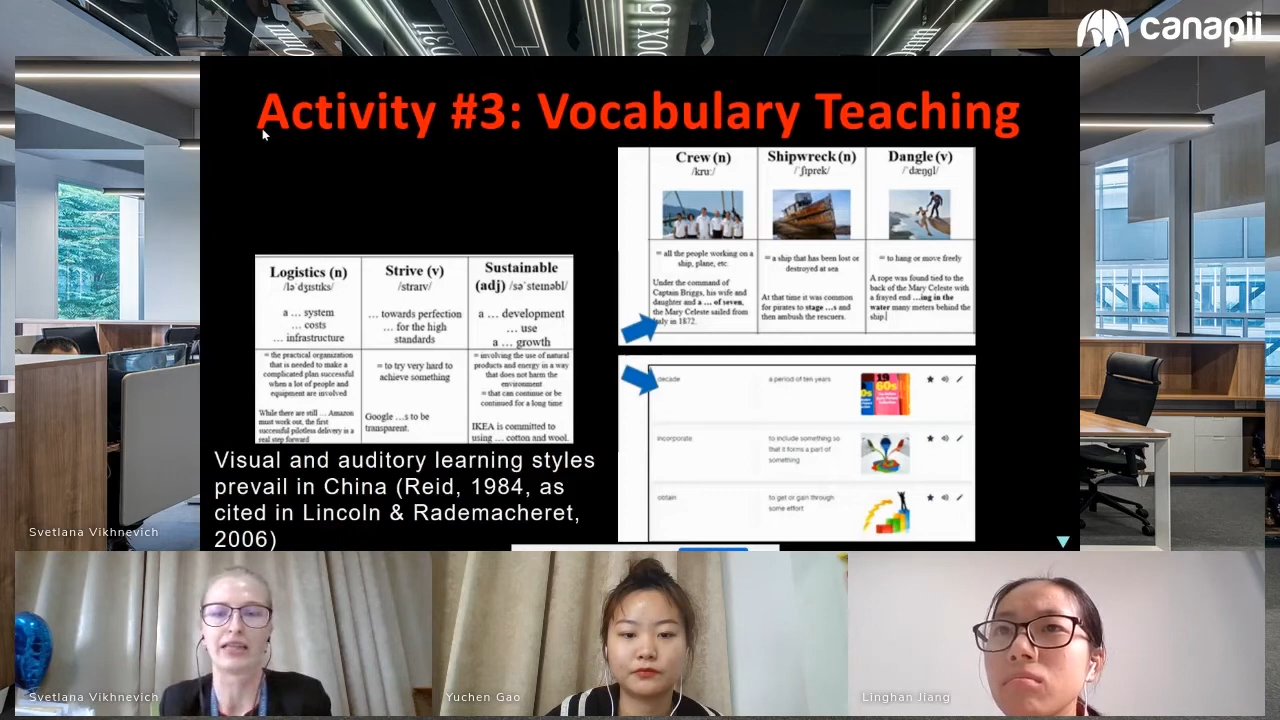 canapii
Activity #3: Vocabulary Teaching
Crew (n)
/kruː/
= all the people working on a
ship, plane, etc.
Under the command of
Captain Briggs, his wife and
daughter and a … of seven,
the Mary Celeste sailed from
Italy in 1872.
Shipwreck (n)
/ˈʃɪprek/
= a ship that has been lost or
destroyed at sea
At that time it was common
for pirates to stage …s and
then ambush the rescuers.
Dangle (v)
/ˈdæŋɡl/
= to hang or move freely
A rope was found tied to the
back of the Mary Celeste with
a frayed end …ing in the
water many meters behind the
ship.
Logistics (n)
/ləˈdʒɪstɪks/
a … system
… costs
… infrastructure
= the practical organization
that is needed to make a
complicated plan successful
when a lot of people and
equipment are involved
While there are still … Amazon
must work out, the first
successful pilotless delivery is a
real step forward
Strive (v)
/straɪv/
… towards perfection
… for the high
standards
= to try very hard to
achieve something
Google …s to be
transparent.
Sustainable
(adj) /səˈsteɪnəbl/
a … development
… use
a … growth
= involving the use of natural
products and energy in a way
that does not harm the
environment
= that can continue or be
continued for a long time
IKEA is committed to
using … cotton and wool.
decade
a period of ten years
60s
incorporate
to include something so
that it forms a part of
something
obtain
to get or gain through
some effort
Visual and auditory learning styles
prevail in China (Reid, 1984, as
cited in Lincoln & Rademacheret,
2006)
Svetlana Vikhnevich
Svetlana Vikhnevich
Yuchen Gao
Linghan Jiang